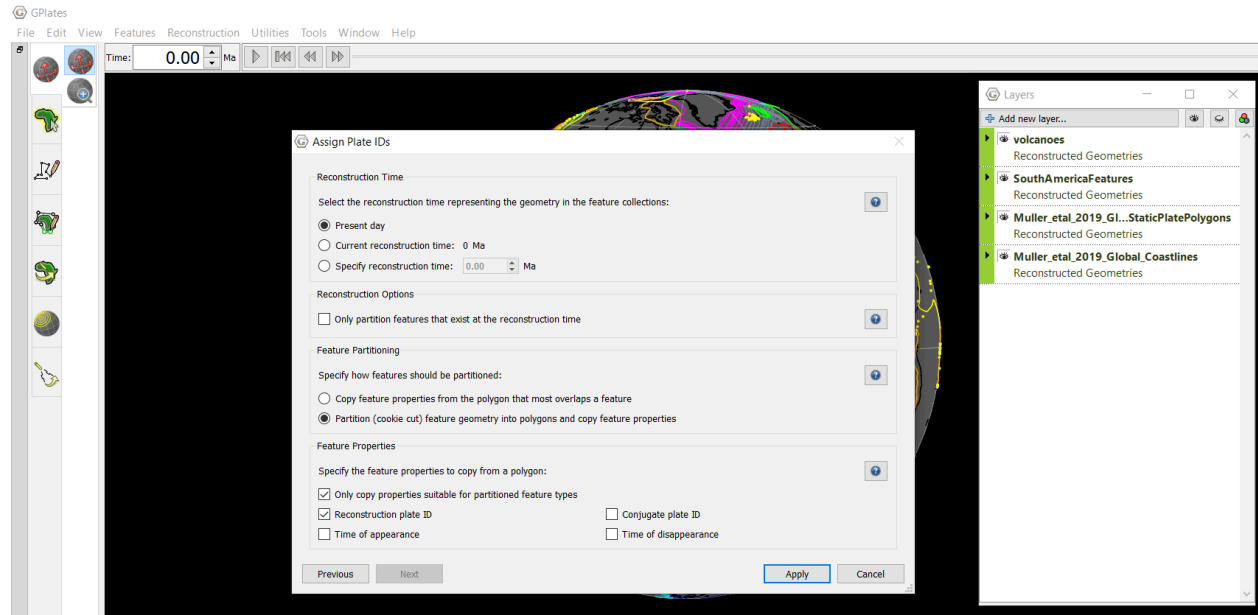 GPlates
File Edit View Features Reconstruction Utilities Tools Window Help
Time: 0.00 Ma
Layers
Add new layer...
volcanoes
Reconstructed Geometries
SouthAmericaFeatures
Reconstructed Geometries
Muller_etal_2019_Gl...StaticPlatePolygons
Reconstructed Geometries
Muller_etal_2019_Global_Coastlines
Reconstructed Geometries
Assign Plate IDs
Reconstruction Time
Select the reconstruction time representing the geometry in the feature collections:
Present day
Current reconstruction time: 0 Ma
Specify reconstruction time: 0.00 Ma
Reconstruction Options
Only partition features that exist at the reconstruction time
Feature Partitioning
Specify how features should be partitioned:
Copy feature properties from the polygon that most overlaps a feature
Partition (cookie cut) feature geometry into polygons and copy feature properties
Feature Properties
Specify the feature properties to copy from a polygon:
Only copy properties suitable for partitioned feature types
Reconstruction plate ID Conjugate plate ID
Time of appearance Time of disappearance
Previous Next Apply Cancel